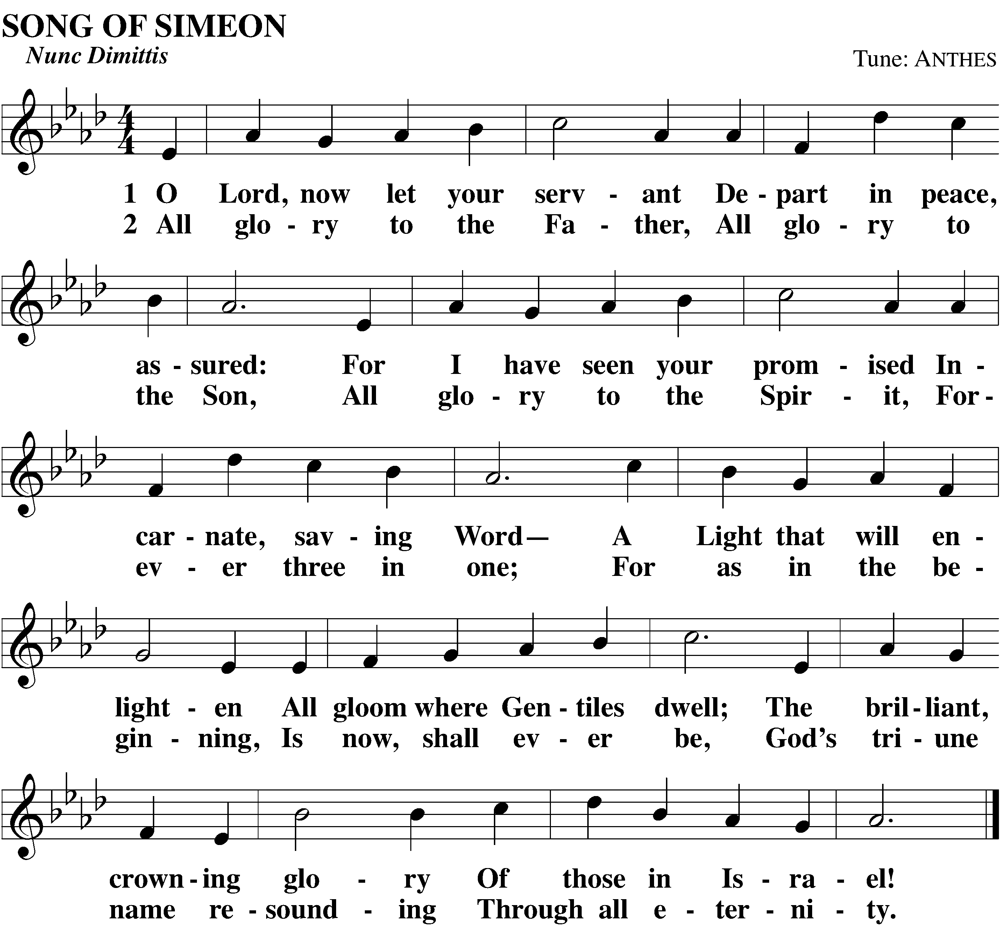 SONG OF SIMEON
Nunc Dimittis
Tune: ANTHES
4
4
1 O Lord, now let your serv - ant De - part in peace,
2 All glo - ry to the Fa - ther, All glo - ry to
as - sured: For I have seen your prom - ised In -
the Son, All glo - ry to the Spir - it, For -
car - nate, sav - ing Word— A Light that will en -
ev - er three in one; For as in the be -
light - en All gloom where Gen - tiles dwell; The bril - liant,
gin - ning, Is now, shall ev - er be, God’s tri - une
crown - ing glo - ry Of those in Is - ra - el!
name re - sound - ing Through all e - ter - ni - ty.